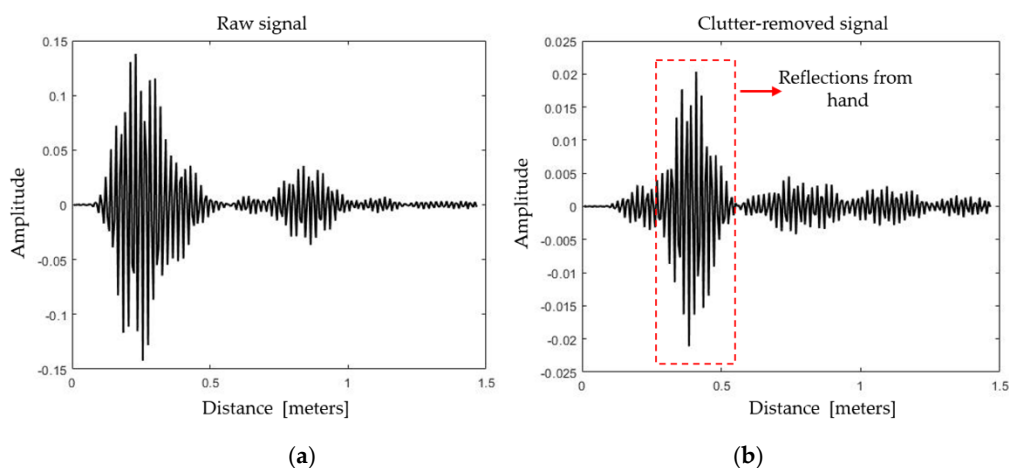 Raw signal
0.15
0.1
0.05
0
-0.05
-0.1
-0.15
Amplitude
0
0.5
1
1.5
Distance [meters]
(a)
Clutter-removed signal
0.025
0.02
0.015
0.01
0.005
0
-0.005
-0.01
-0.015
-0.02
-0.025
Amplitude
Reflections from
hand
0
0.5
1
1.5
Distance [meters]
(b)